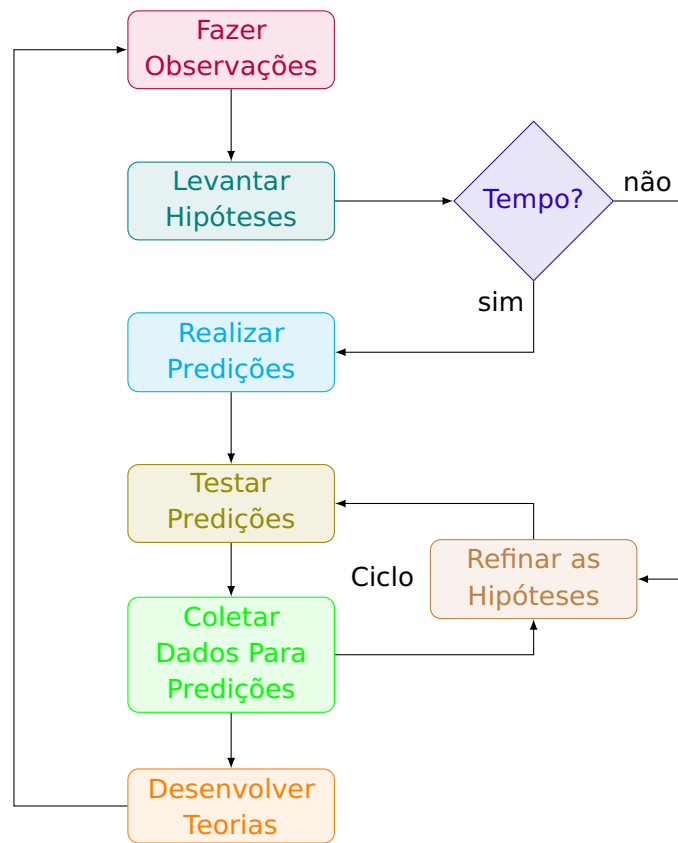 Fazer
Observações
Levantar
Hipóteses
Tempo?
não
sim
Realizar
Predições
Testar
Predições
Ciclo
Refinar as
Hipóteses
Coletar
Dados Para
Predições
Desenvolver
Teorias